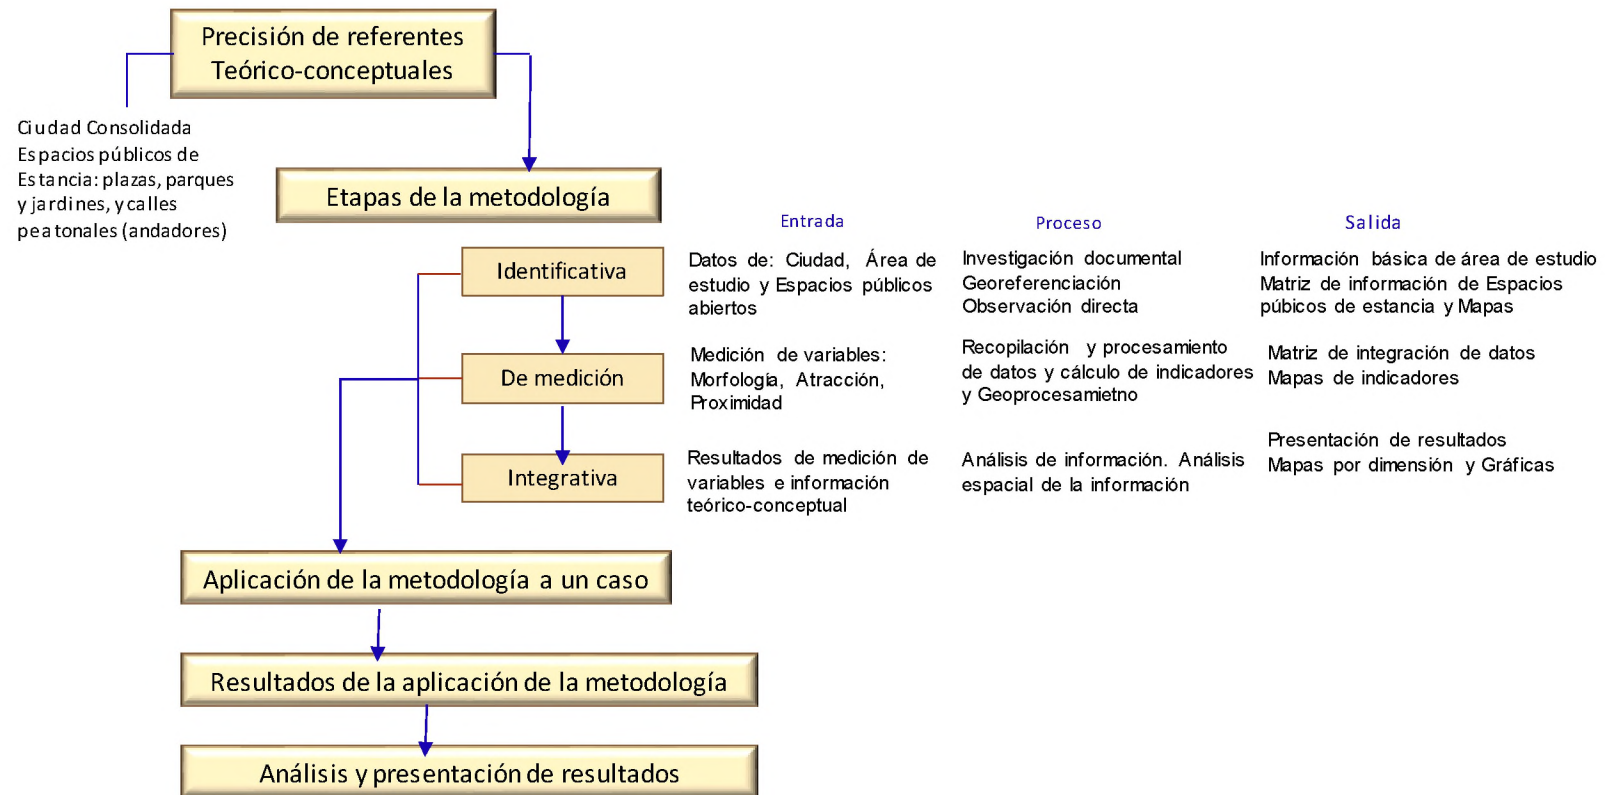 Precisión de referentes
Teórico-conceptuales
Ciudad Consolidada
Espacios públicos de
Estancia: plazas, parques
y jardines, y calles
peatonales (andadores)
Etapas de la metodología
Entrada
Proceso
Salida
Identificativa
Datos de: Ciudad, Área de
estudio y Espacios públicos
abiertos
Investigación documental
Georeferenciación
Observación directa
Información básica de área de estudio
Matriz de información de Espacios
púbicos de estancia y Mapas
De medición
Medición de variables:
Morfología, Atracción,
Proximidad
Recopilación y procesamiento
de datos y cálculo de indicadores
y Geoprocesamietno
Matriz de integración de datos
Mapas de indicadores
Integrativa
Resultados de medición de
variables e información
teórico-conceptual
Análisis de información. Análisis
espacial de la información
Presentación de resultados
Mapas por dimensión y Gráficas
Aplicación de la metodología a un caso
Resultados de la aplicación de la metodología
Análisis y presentación de resultados